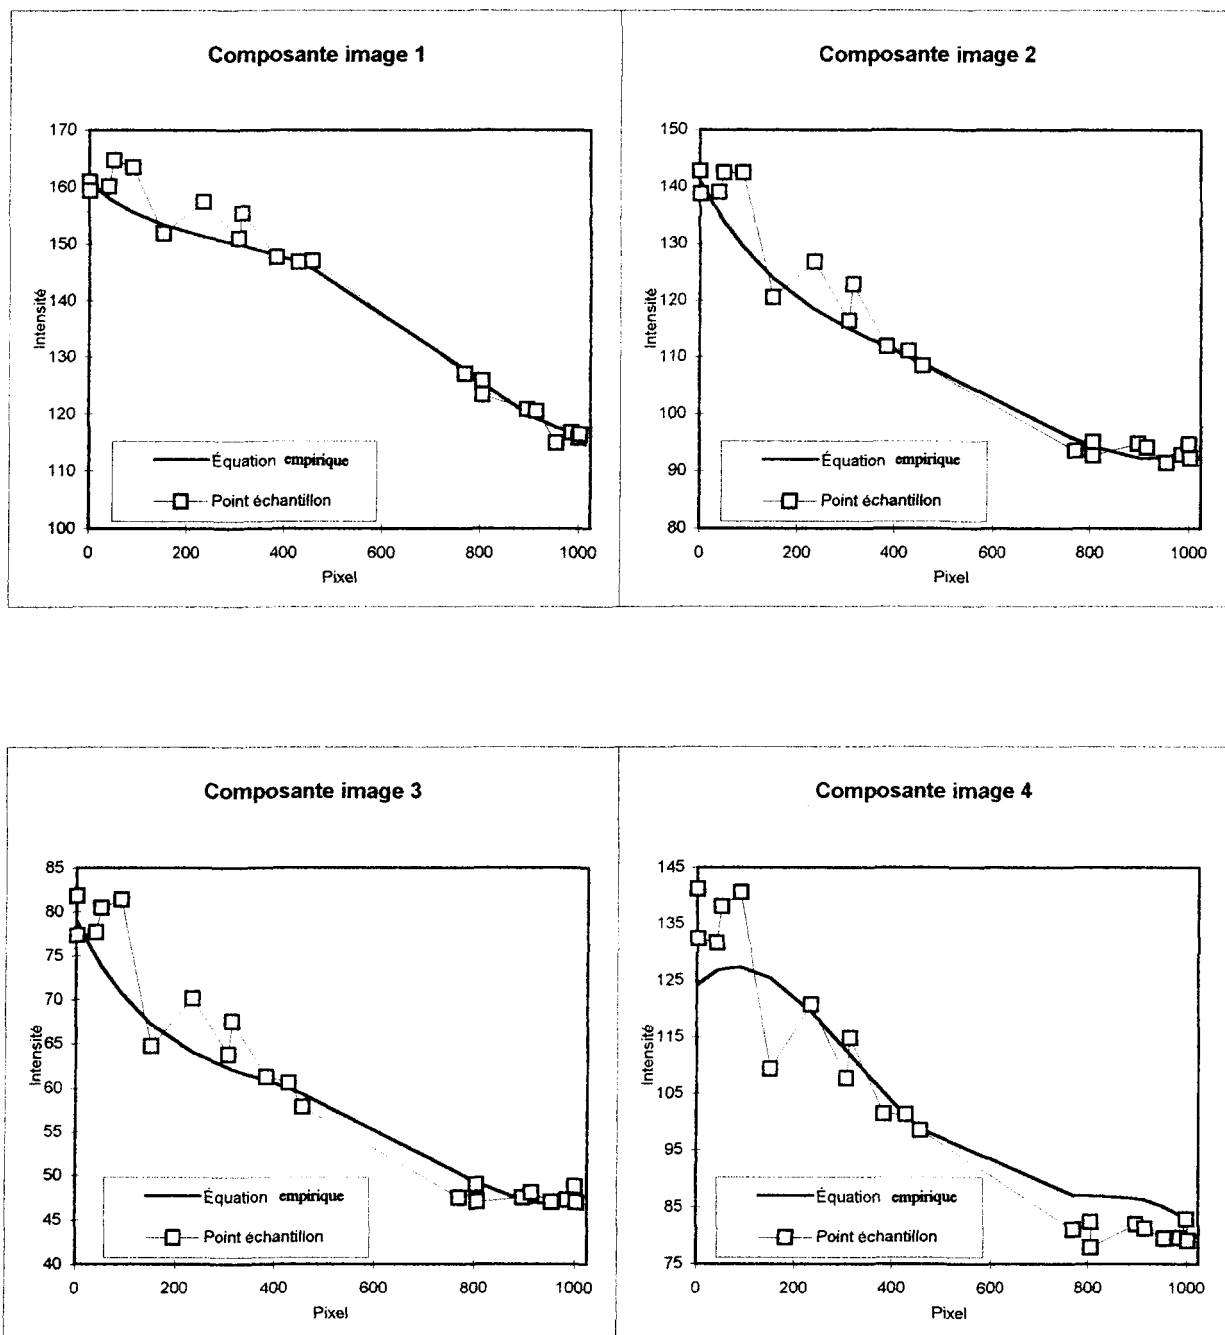 Composante image 1
170
160
150
140
130
120
110
100
Intensité
Équation empirique
Point échantillon
0 200 400 600 800 1000
Pixel
Composante image 2
150
140
130
120
110
100
90
80
Intensité
Équation empirique
Point échantillon
0 200 400 600 800 1000
Pixel
Composante image 3
85
80
75
70
65
60
55
50
45
40
Intensité
Équation empirique
Point échantillon
0 200 400 600 800 1000
Pixel
Composante image 4
145
135
125
115
105
95
85
75
Intensité
Équation empirique
Point échantillon
0 200 400 600 800 1000
Pixel